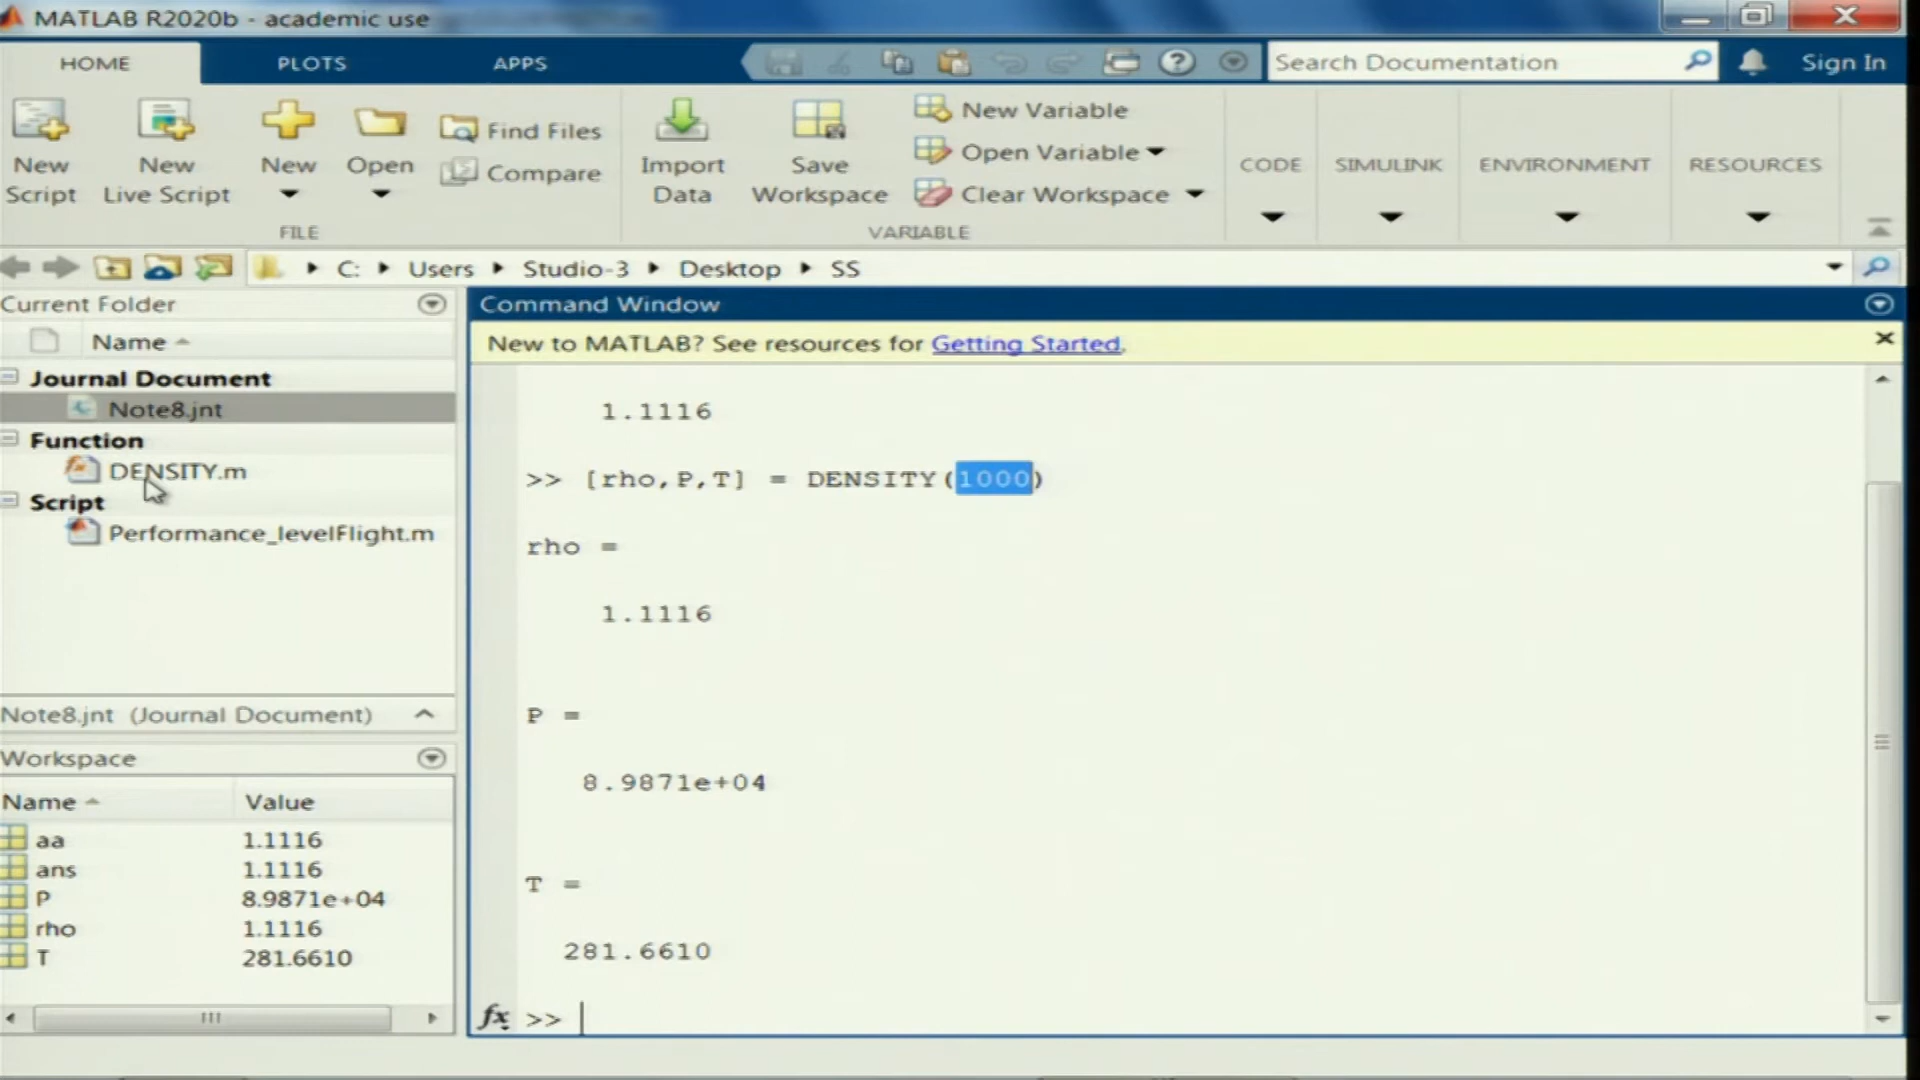 MATLAB R2020b - academic use
HOME PLOTS APPS
Search Documentation
Sign In
New Script
New Live Script
New
Open
Find Files
Compare
Import Data
Save Workspace
New Variable
Open Variable
Clear Workspace
CODE
SIMULINK
ENVIRONMENT
RESOURCES
FILE
VARIABLE
C: Users Studio-3 Desktop SS
Current Folder
Name
Journal Document
Note8.jnt
Function
DENSITY.m
Script
Performance_levelFlight.m
Note8.jnt (Journal Document)
Workspace
Name Value
aa 1.1116
ans 1.1116
P 8.9871e+04
rho 1.1116
T 281.6610
Command Window
New to MATLAB? See resources for Getting Started.
1.1116
>> [rho,P,T] = DENSITY(1000)
rho =
1.1116
P =
8.9871e+04
T =
281.6610
fx >>